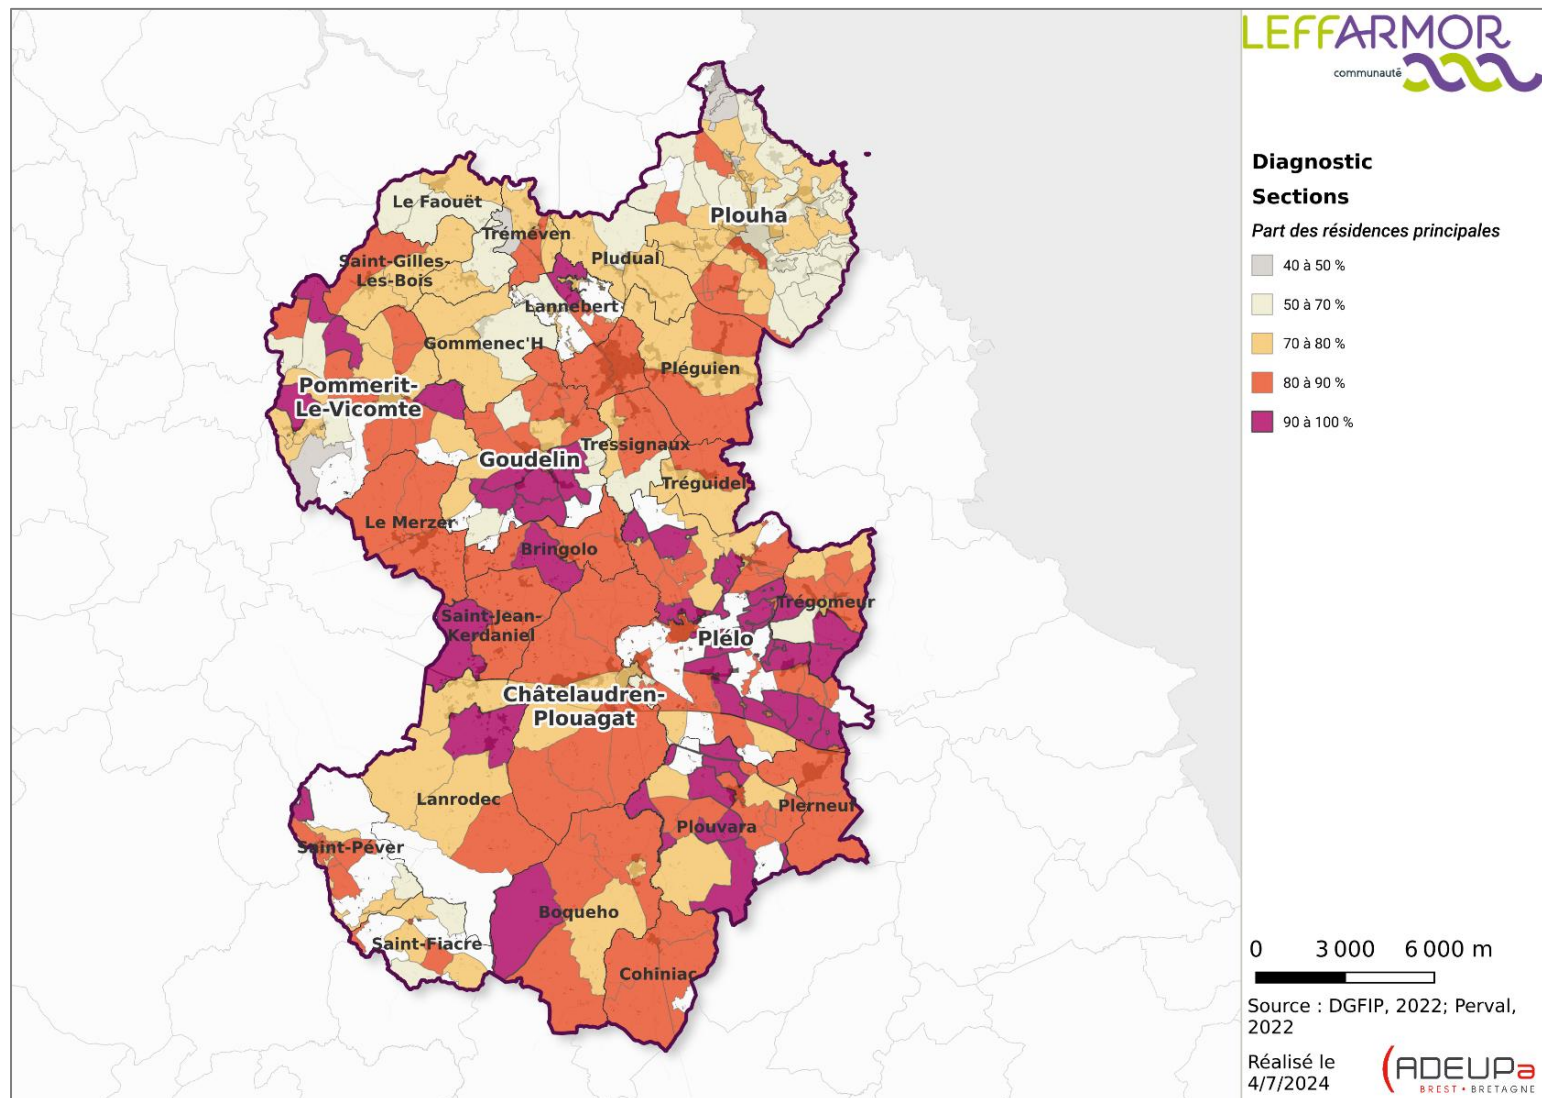 LEFFARMOR
communauté
Diagnostic
Sections
Part des résidences principales
40 à 50 %
50 à 70 %
70 à 80 %
80 à 90 %
90 à 100 %
Le Faouët
Plouha
Tréméven
Saint-Gilles-
Les-Bois
Pludual
Lannebert
Gommenec'H
Pléguien
Pommerit-
Le-Vicomte
Tressignaux
Goudelin
Tréguidel
Le Merzer
Bringolo
Trégomeur
Saint-Jean-
Kerdaniel
Plélo
Châtelaudren-
Plouagat
Lanrodec
Plerneuf
Plouvara
Saint-Péver
Boqueho
Saint-Fiacre
Cohiniac
0 3 000 6 000 m
Source : DGFIP, 2022; Perval,
2022
Réalisé le
4/7/2024
ADEUPa
BREST • BRETAGNE